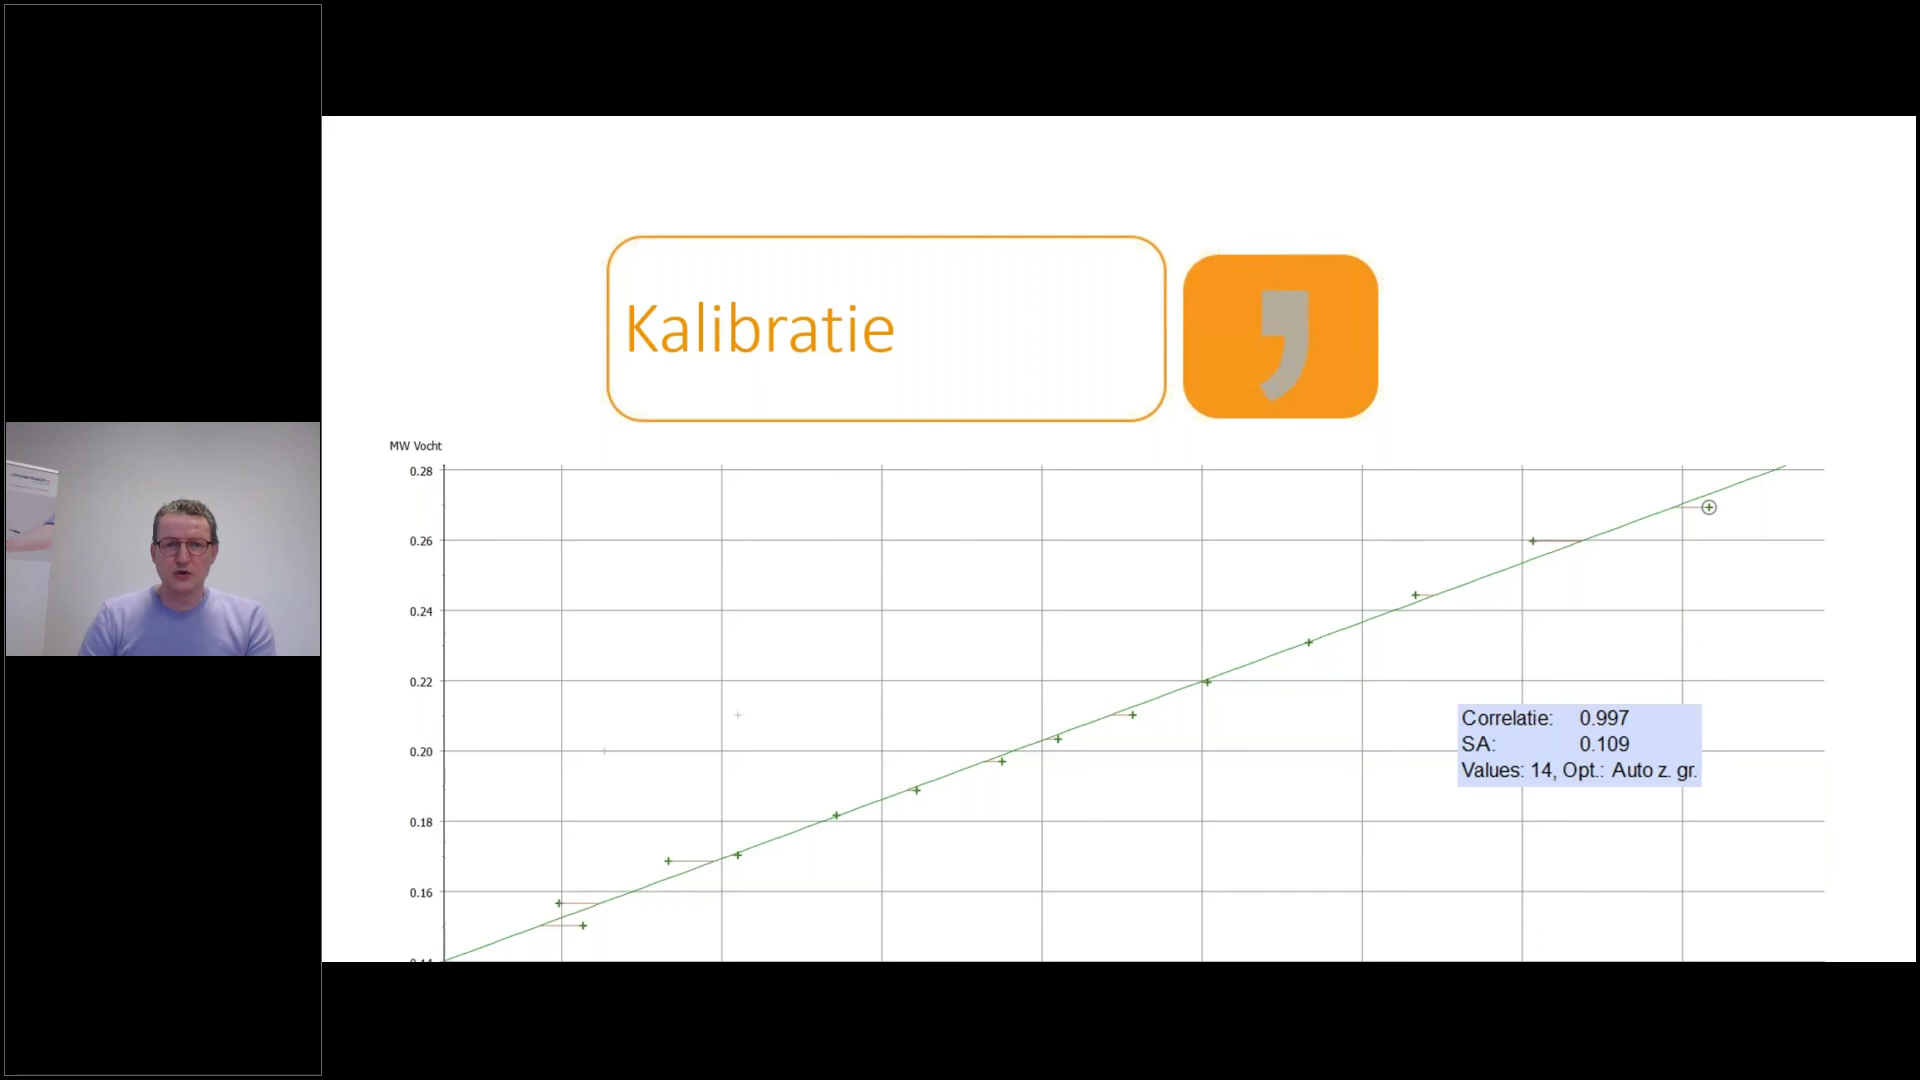 Kalibratie
MW Vocht
0.28
0.26
0.24
0.22
0.20
0.18
0.16
Correlatie: 0.997
SA: 0.109
Values: 14, Opt.: Auto z. gr.